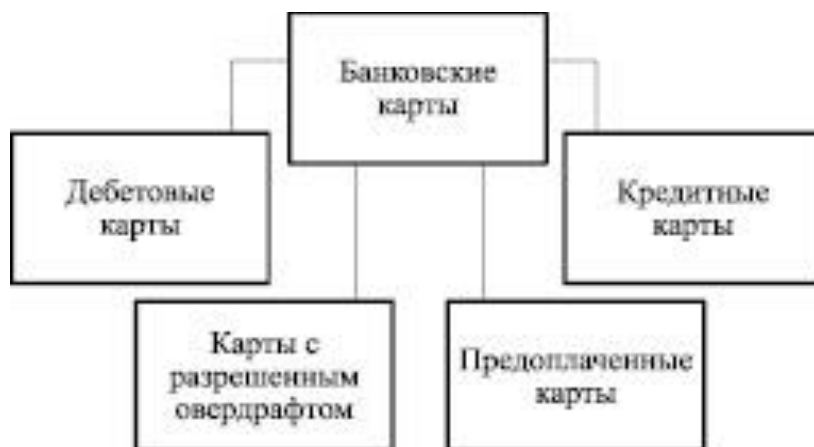 Банковские
карты
Дебетовые
карты
Кредитные
карты
Карты с
разрешенным
овердрафтом
Предоплаченные
карты